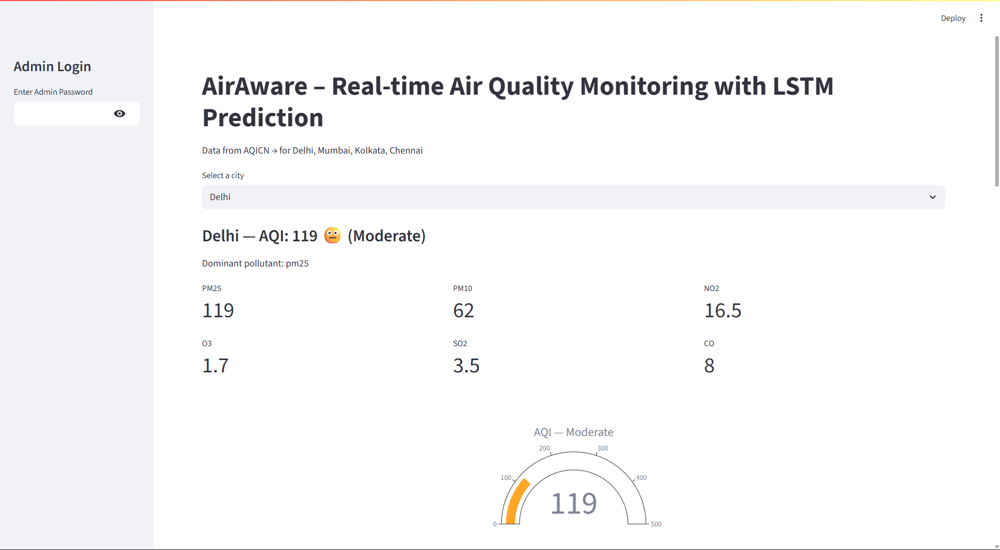 Deploy
Admin Login
Enter Admin Password
AirAware – Real-time Air Quality Monitoring with LSTM
Prediction
Data from AQICN → for Delhi, Mumbai, Kolkata, Chennai
Select a city
Delhi
Delhi — AQI: 119 😐 (Moderate)
Dominant pollutant: pm25
PM25 PM10 NO2
119 62 16.5
O3 SO2 CO
1.7 3.5 8
AQI — Moderate
200 300
100 400
119
0 500